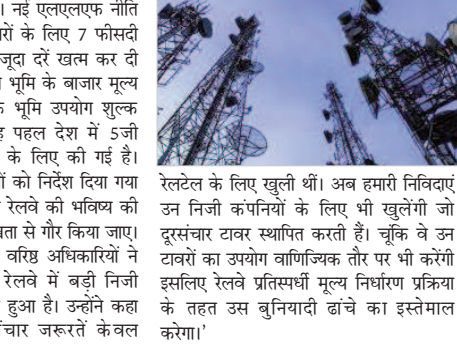 । नई एलएलएफ नीति
रों के लिए 7 फीसदी
जूदा दरें खत्म कर दी
भूमि के बाजार मूल्य
भूमि उपयोग शुल्क
पहल देश में 5जी
के लिए की गई है।
को निर्देश दिया गया
रेलवे की भविष्य की
ता से गौर किया जाए।
वरिष्ठ अधिकारियों ने
रेलवे में बड़ी निजी
हुआ है। उन्होंने कहा
चार जरूरतें केवल
रेलटेल के लिए खुली थीं। अब हमारी निविदाएं
उन निजी कंपनियों के लिए भी खुलेंगी जो
दूरसंचार टावर स्थापित करती हैं। चूंकि वे उन
टावरों का उपयोग वाणिज्यिक तौर पर भी करेंगी
इसलिए रेलवे प्रतिस्पर्धी मूल्य निर्धारण प्रक्रिया
के तहत उस बुनियादी ढांचे का इस्तेमाल
करेगा।’